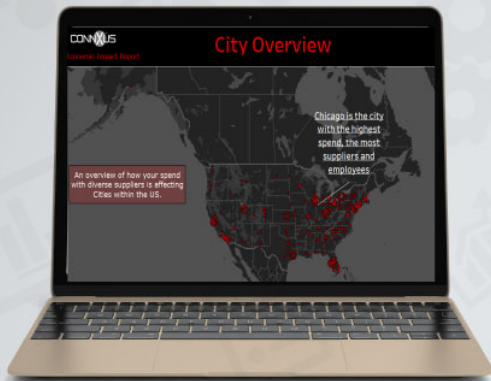 CONNXUS
City Overview
Economic Impact Report
Chicago is the city
with the highest
spend, the most
suppliers and
employees
An overview of how your spend
with diverse suppliers is affecting
Cities within the US.